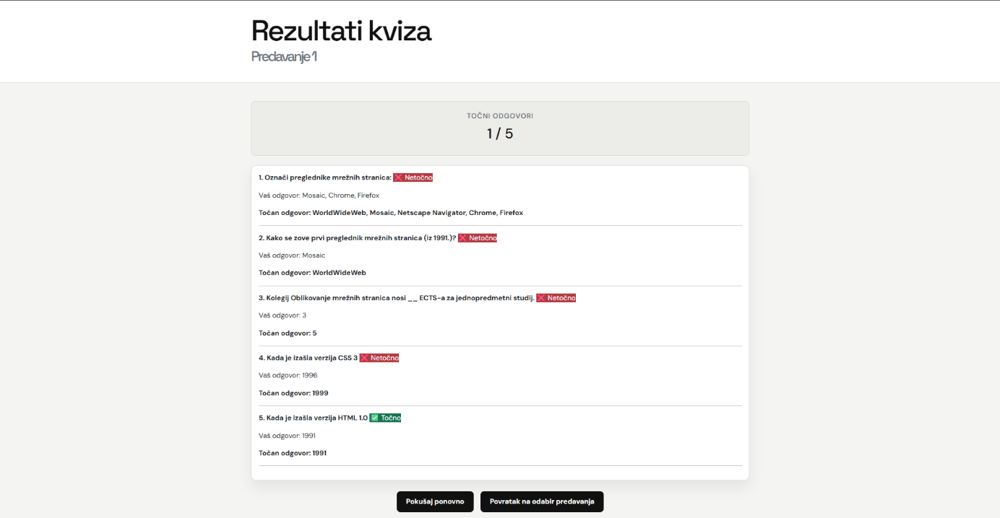 Rezultati kviza
Predavanje 1
TOČNI ODGOVORI
1 / 5
1. Označi preglednike mrežnih stranica: ❌ Netočno
Vaš odgovor: Mosaic, Chrome, Firefox
Točan odgovor: WorldWideWeb, Mosaic, Netscape Navigator, Chrome, Firefox
2. Kako se zove prvi preglednik mrežnih stranica (iz 1991.)? ❌ Netočno
Vaš odgovor: Mosaic
Točan odgovor: WorldWideWeb
3. Kolegij Oblikovanje mrežnih stranica nosi __ ECTS-a za jednopredmetni studij. ❌ Netočno
Vaš odgovor: 3
Točan odgovor: 5
4. Kada je izašla verzija CSS 3 ❌ Netočno
Vaš odgovor: 1996
Točan odgovor: 1999
5. Kada je izašla verzija HTML 1.0 ✅ Točno
Vaš odgovor: 1991
Točan odgovor: 1991
Pokušaj ponovno
Povratak na odabir predavanja